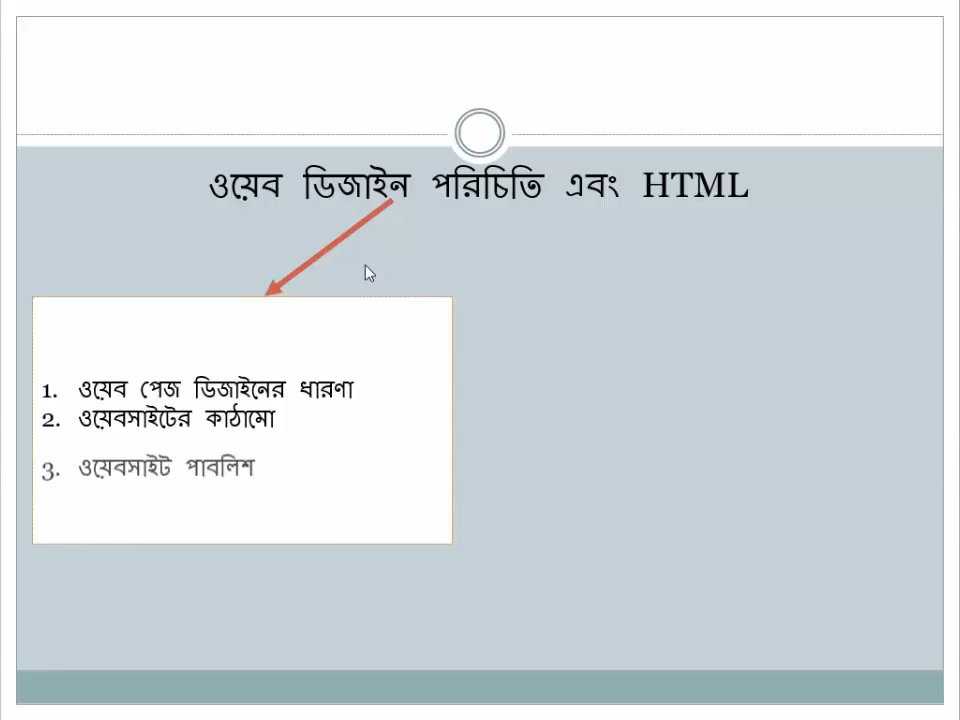 ওয়েব ডিজাইন পরিচিতি এবং HTML
1. ওয়েব পেজ ডিজাইনের ধারণা
2. ওয়েবসাইটের কাঠামো
3. ওয়েবসাইট পাবলিশ